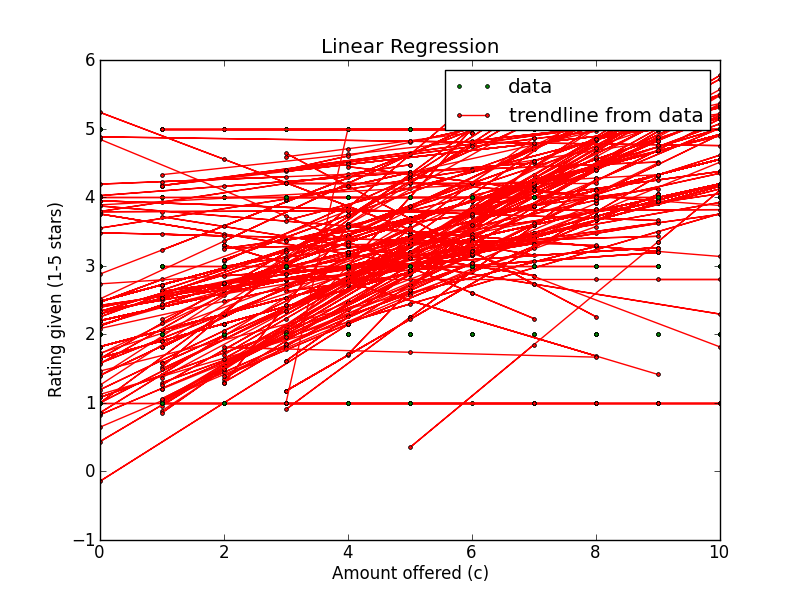 Linear Regression
data
trendline from data
6
5
4
3
2
1
0
−1
Rating given (1-5 stars)
0 2 4 6 8 10
Amount offered (c)